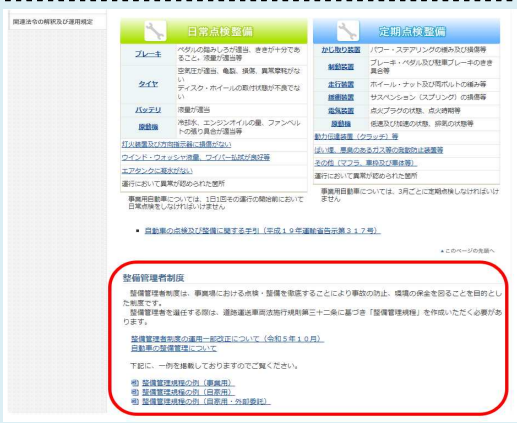 関連法令の解釈及び運用規定
日常点検整備
ブレーキ
ペダルの踏みしろが適当、ききが十分であ
ること。液量が適当等
タイヤ
空気圧が適当、亀裂、損傷、異常摩耗がな
い
ディスク・ホイールの取付状態が不良でな
い
バッテリ
液量が適当
原動機
冷却水、エンジンオイルの量、ファンベル
トの張り具合が適当等
灯火装置及び方向指示器に損傷がない
ウインド・ウォッシャ液量、ワイパー払拭が良好等
エアタンクに凝水がない
運行において異常が認められた箇所
事業用自動車については、1日1回その運行の開始前において
日常点検をしなければいけません
定期点検整備
かじ取り装置
パワー・ステアリングの緩み及び損傷等
制動装置
ブレーキ・ペダル及び駐車ブレーキのきき
具合等
走行装置
ホイール・ナット及び同ボルトの緩み等
緩衝装置
サスペンション（スプリング）の損傷等
電気装置
点火プラグの状態、点火時期等
原動機
低速及び加速の状態、排気の状態等
動力伝達装置（クラッチ）等
ばい煙、悪臭のあるガス等の発散防止装置等
その他（マフラ、車枠及び車体等）
運行において異常が認められた箇所
事業用自動車については、3月ごとに定期点検しなければいけ
ません
自動車の点検及び整備に関する手引（平成１９年運輸省告示第３１７号）
▲このページの先頭へ
整備管理者制度
整備管理者制度は、事業場における点検・整備を徹底することにより事故の防止、環境の保全を図ることを目的とし
た制度です。
整備管理者を選任する際は、道路運送車両法施行規則第三十二条に基づき「整備管理規程」を作成いただく必要があ
ります。
整備管理者制度の運用一部改正について（令和５年１０月）
自動車の整備管理について
下記に、一例を掲載しておりますのでご覧ください。
整備管理規程の例（事業用）
整備管理規程の例（自家用）
整備管理規程の例（自家用・外部委託）